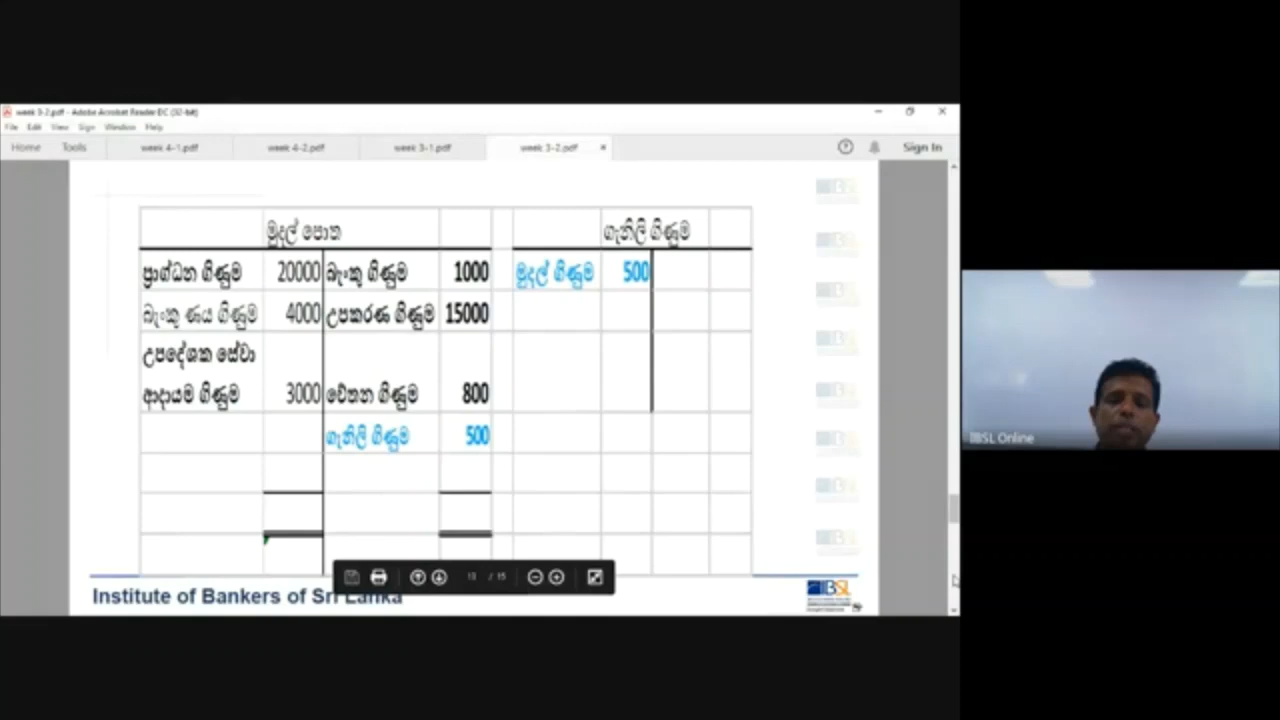 week 3-2.pdf - Adobe Acrobat Reader DC (32-bit)
File Edit View Sign Window Help
Home Tools week 4-1.pdf week 4-2.pdf week 3-1.pdf week 3-2.pdf × Sign In
මුදල් පොත ගැනිලි ගිණුම
ප්‍රාග්ධන ගිණුම 20000 බැංකු ගිණුම 1000 මුදල් ගිණුම 500
බැංකු ණය ගිණුම 4000 උපකරණ ගිණුම 15000
උපදේශක සේවා
ආදායම ගිණුම 3000 වේතන ගිණුම 800
ගැනිලි ගිණුම 500
/ 15
Institute of Bankers of Sri Lanka
IBSL
IBSL Online